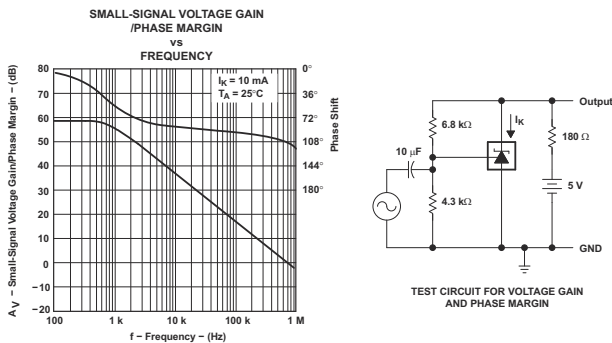 SMALL-SIGNAL VOLTAGE GAIN
/PHASE MARGIN
vs
FREQUENCY
A V – Small-Signal Voltage Gain/Phase Margin – (dB)
80
70
60
50
40
30
20
10
0
−10
−20
IK = 10 mA
TA = 25°C
0°
36°
72°
108°
144°
180°
Phase Shift
100
1 k
10 k
100 k
1 M
f – Frequency – (Hz)
Output
IK
6.8 kΩ
180 Ω
10 µF
5 V
4.3 kΩ
GND
TEST CIRCUIT FOR VOLTAGE GAIN
AND PHASE MARGIN